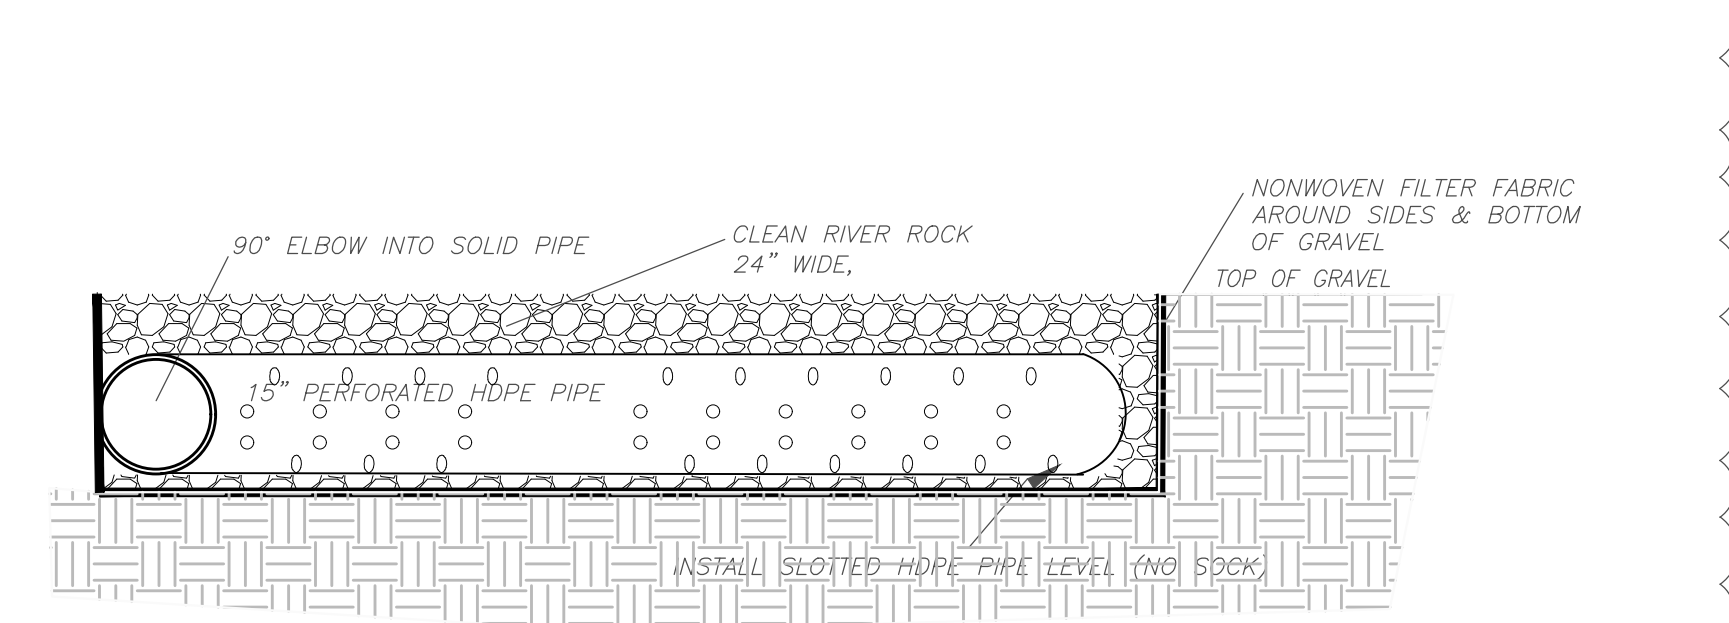 NONWOVEN FILTER FABRIC
AROUND SIDES & BOTTOM
OF GRAVEL
TOP OF GRAVEL
CLEAN RIVER ROCK
24" WIDE,
90° ELBOW INTO SOLID PIPE
15" PERFORATED HDPE PIPE
INSTALL SLOTTED HDPE PIPE LEVEL (NO SOCK)